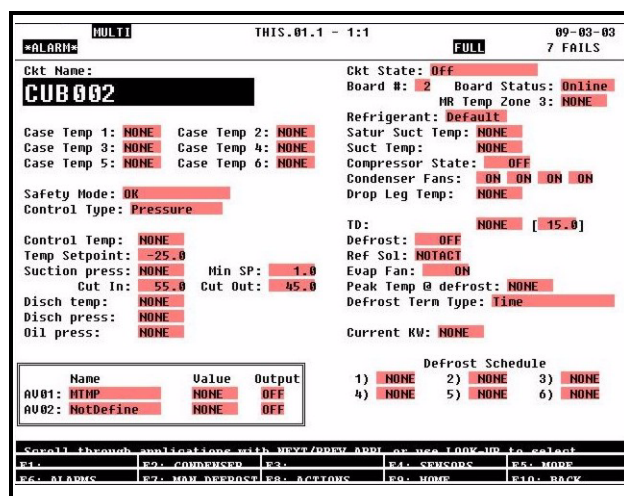 MULTI THIS.01.1 - 1:1 09-03-03
*ALARM* FULL 7 FAILS
Ckt Name:
CUB002
Case Temp 1: NONE Case Temp 2: NONE
Case Temp 3: NONE Case Temp 4: NONE
Case Temp 5: NONE Case Temp 6: NONE
Safety Mode: OK
Control Type: Pressure
Control Temp: NONE
Temp Setpoint: -25.0
Suction press: NONE Min SP: 1.0
Cut In: 55.0 Cut Out: 45.0
Disch temp: NONE
Disch press: NONE
Oil press: NONE
Name Value Output
AV01: MTMP NONE OFF
AV02: NotDefine NONE OFF
Ckt State: Off
Board #: 2 Board Status: Online
MR Temp Zone 3: NONE
Refrigerant: Default
Satur Suct Temp: NONE
Suct Temp: NONE
Compressor State: OFF
Condenser Fans: ON ON ON ON
Drop Leg Temp: NONE
TD: NONE [ 15.0]
Defrost: OFF
Ref Sol: NOTACT
Evap Fan: ON
Peak Temp @ defrost: NONE
Defrost Term Type: Time
Current KW: NONE
Defrost Schedule
1) NONE 2) NONE 3) NONE
4) NONE 5) NONE 6) NONE
Scroll through applications with NEXT/PREV APPL or use LOOK-UP to select
F1: F2: CONDENSER F3: F4: SENSORS F5: MORE
F6: ALARMS F7: MAN DEFROST F8: ACTIONS F9: HOME F10: BACK